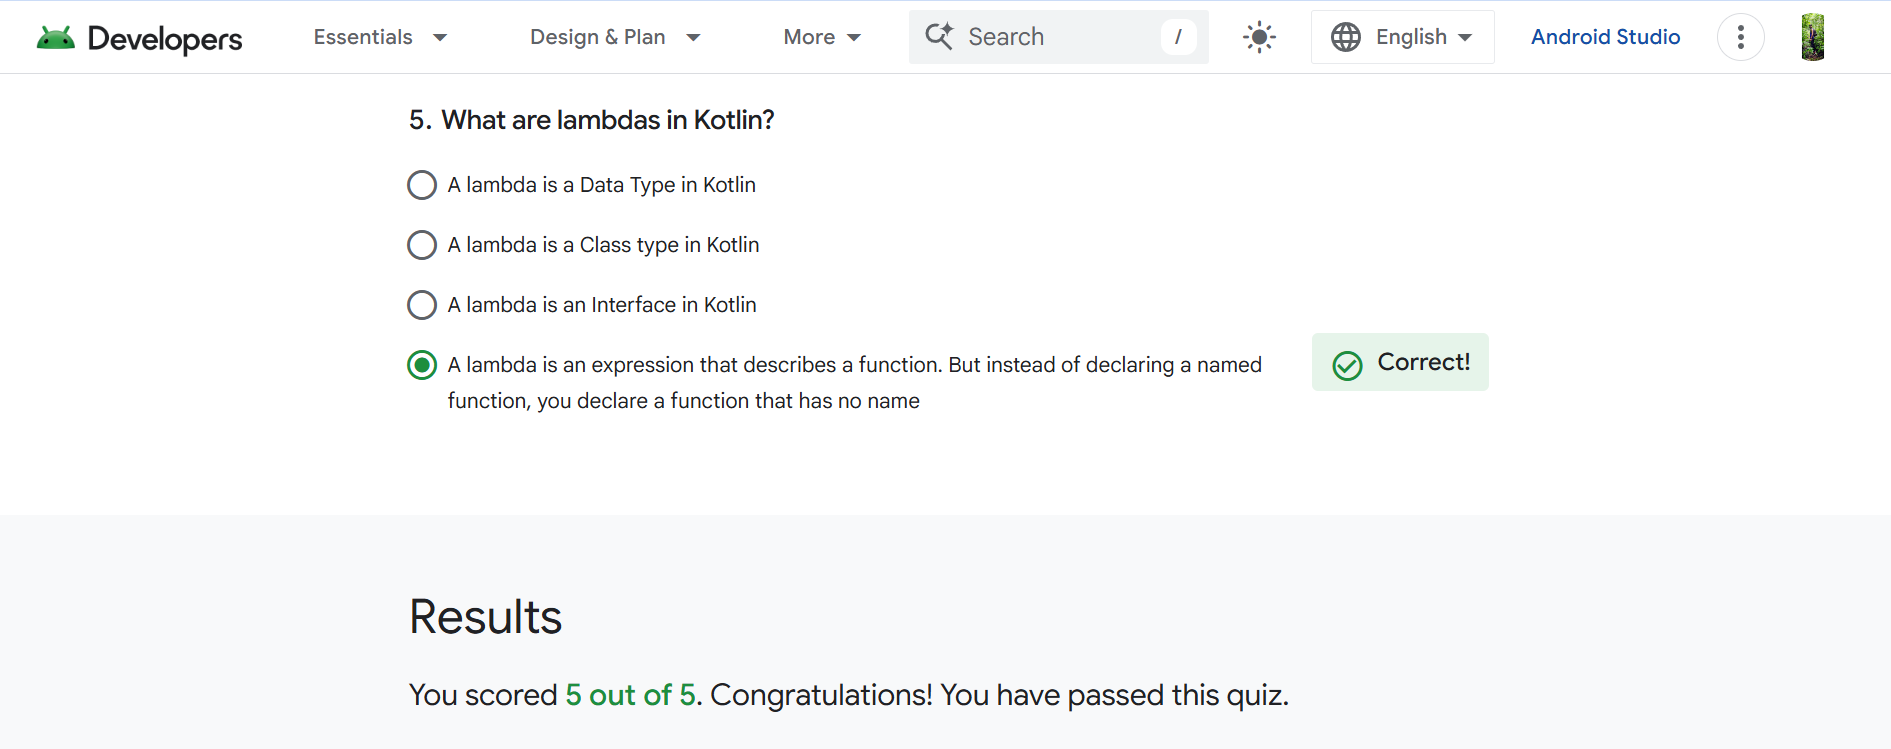 Developers
Essentials
Design & Plan
More
Search
/
English
Android Studio
5. What are lambdas in Kotlin?
A lambda is a Data Type in Kotlin
A lambda is a Class type in Kotlin
A lambda is an Interface in Kotlin
A lambda is an expression that describes a function. But instead of declaring a named
function, you declare a function that has no name
Correct!
Results
You scored 5 out of 5. Congratulations! You have passed this quiz.